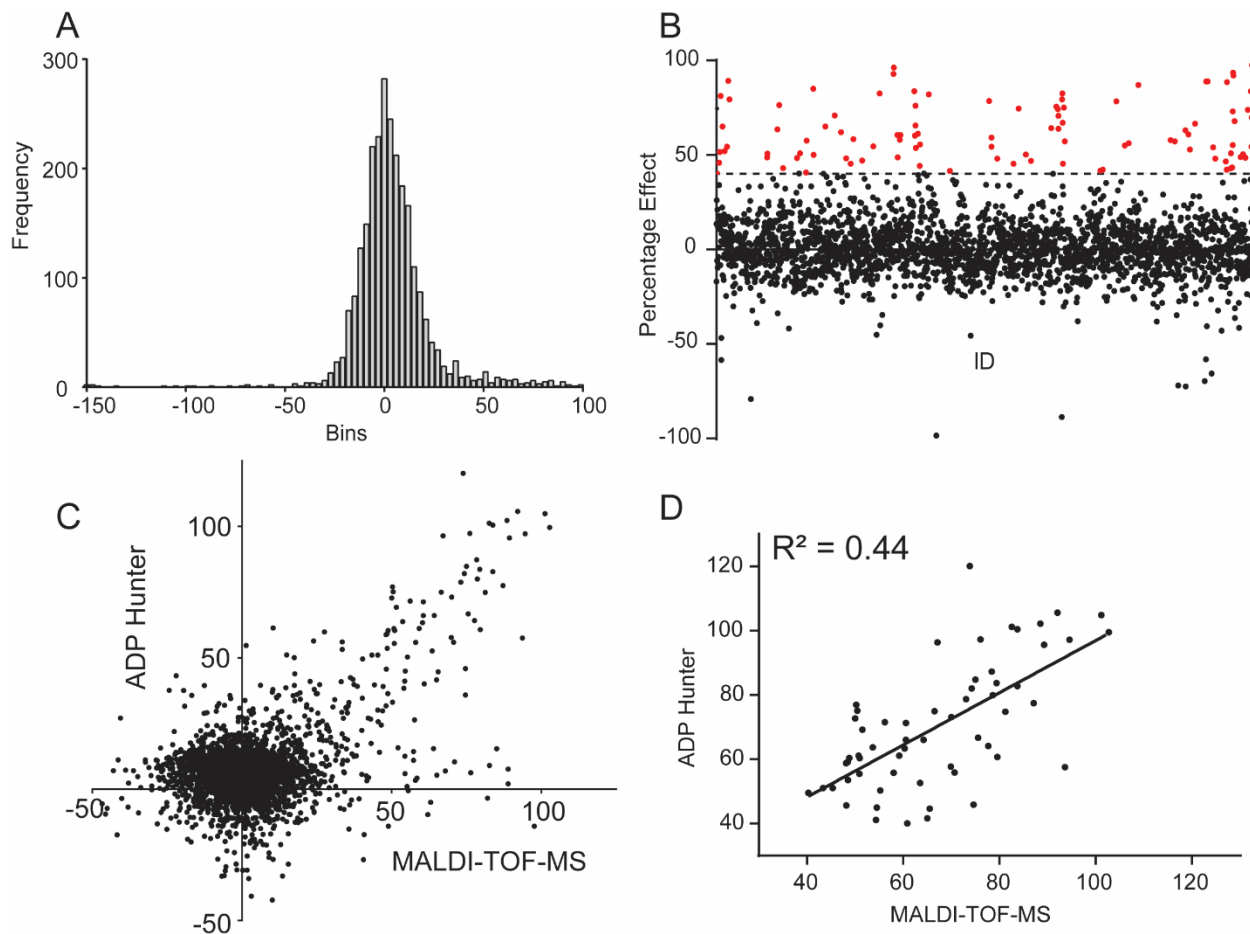 A
300
200
100
0
Frequency
-150
-100
-50
0
50
100
Bins
B
100
50
0
-50
-100
Percentage Effect
ID
C
100
50
-50
ADP Hunter
-50
50
100
MALDI-TOF-MS
D
R² = 0.44
120
100
80
60
40
ADP Hunter
40
60
80
100
120
MALDI-TOF-MS